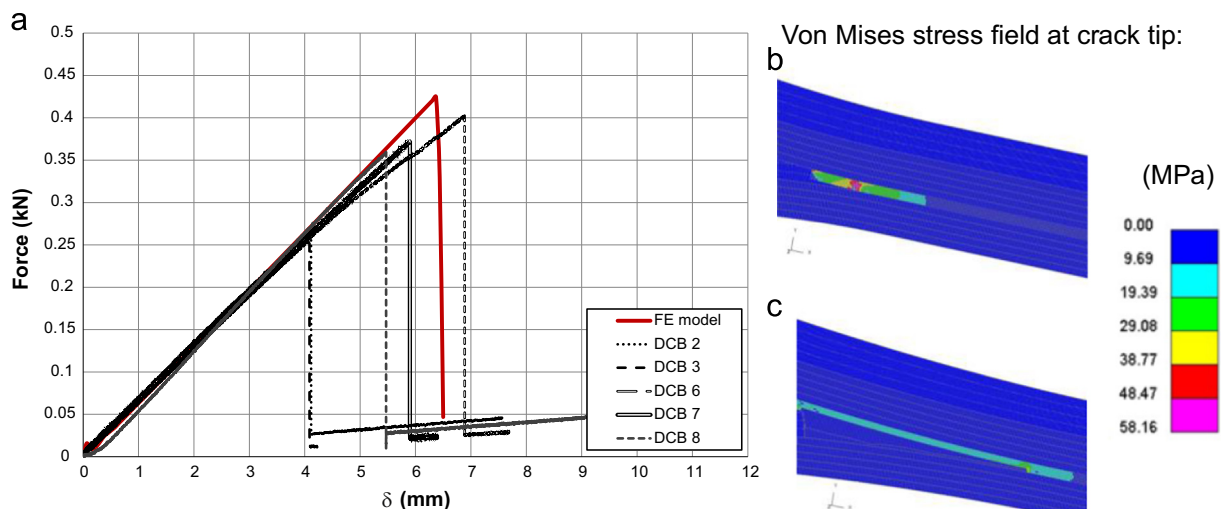 a
Force (kN)
0.5
0.45
0.4
0.35
0.3
0.25
0.2
0.15
0.1
0.05
0
0 1 2 3 4 5 6 7 8 9 10 11 12
δ (mm)
FE model
DCB 2
DCB 3
DCB 6
DCB 7
DCB 8
Von Mises stress field at crack tip:
b
c
(MPa)
0.00
9.69
19.39
29.08
38.77
48.47
58.16